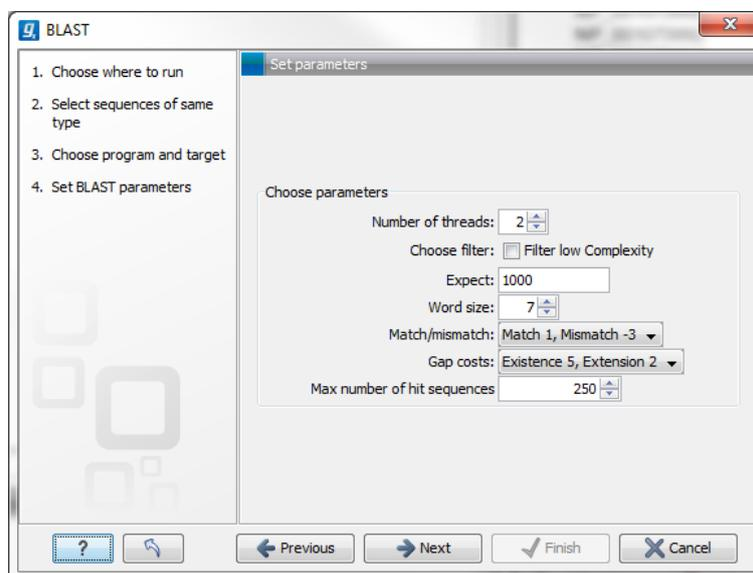 BLAST
1. Choose where to run
2. Select sequences of same
type
3. Choose program and target
4. Set BLAST parameters
Set parameters
Choose parameters
Number of threads: 2
Choose filter: Filter low Complexity
Expect: 1000
Word size: 7
Match/mismatch: Match 1, Mismatch -3
Gap costs: Existence 5, Extension 2
Max number of hit sequences 250
?
Previous
Next
Finish
Cancel